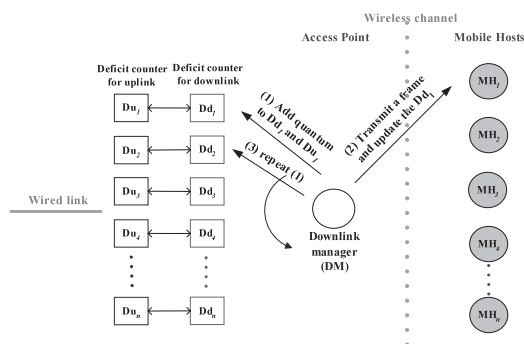 Wireless channel
Access Point
Mobile Hosts
Deficit counter
for uplink
Deficit counter
for downlink
Du1
Dd1
Du2
Dd2
Du3
Dd3
Du4
Dd4
Dun
Ddn
Wired link
(1) Add quantum
to Dd1 and Du1
(2) Transmit a frame
and update the Dd1
(3) repeat (1)
Downlink
manager
(DM)
MH1
MH2
MH3
MH4
MHn